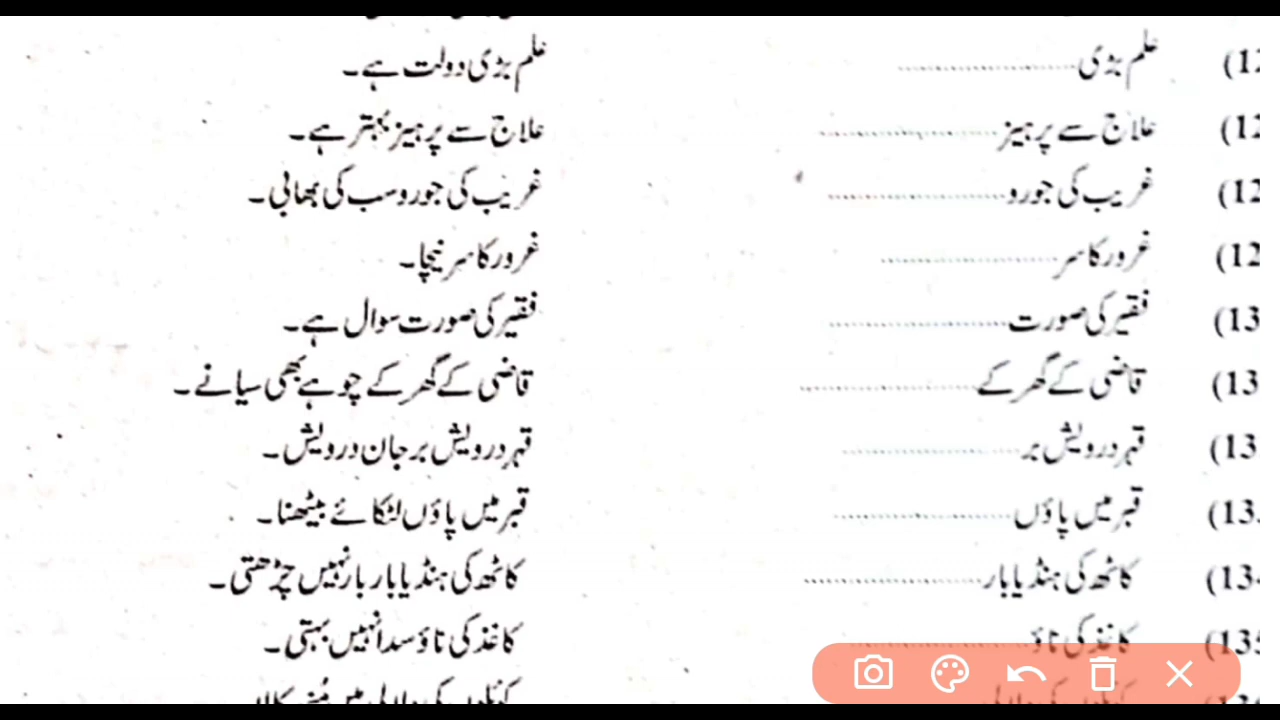 (12 علم بڑی .............................. علم بڑی دولت ہے۔
(12 علاج سے پرہیز .............................. علاج سے پرہیز بہتر ہے۔
(12 غریب کی جورو .............................. غریب کی جورو سب کی بھابی۔
(12 غرور کا سر .............................. غرور کا سر نیچا۔
(13 فقیر کی صورت .............................. فقیر کی صورت سوال ہے۔
(13 قاضی کے گھر کے .............................. قاضی کے گھر کے چوہے بھی سیانے۔
(13 قہر درویش بر .............................. قہر درویش بر جان درویش۔
(13 قبر میں پاؤں .............................. قبر میں پاؤں لٹکائے بیٹھنا۔
(13 کاٹھ کی ہنڈیا بار .............................. کاٹھ کی ہنڈیا بار بار نہیں چڑھتی۔
(135 کاغذ کی ناؤ .............................. کاغذ کی ناؤ سدا نہیں بہتی۔